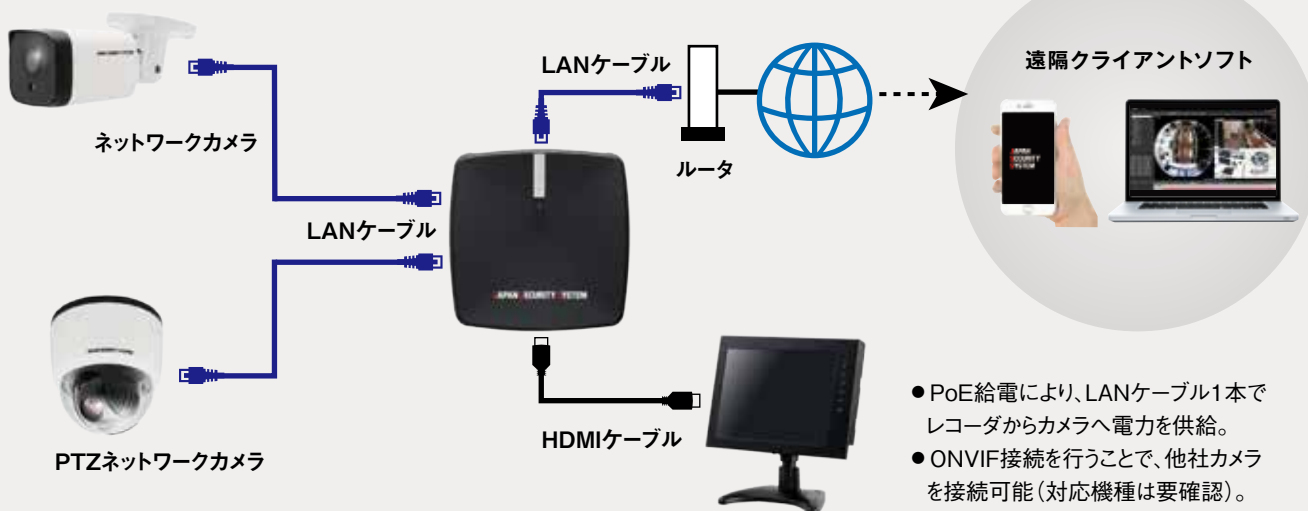 LANケーブル
遠隔クライアントソフト
ネットワークカメラ
ルータ
LANケーブル
JAPAN SECURITY SYSTEM
JAPAN
SECURITY
SYSTEM
PTZネットワークカメラ
HDMIケーブル
●PoE給電により、LANケーブル1本で
レコーダからカメラへ電力を供給。
●ONVIF接続を行うことで、他社カメラ
を接続可能(対応機種は要確認)。